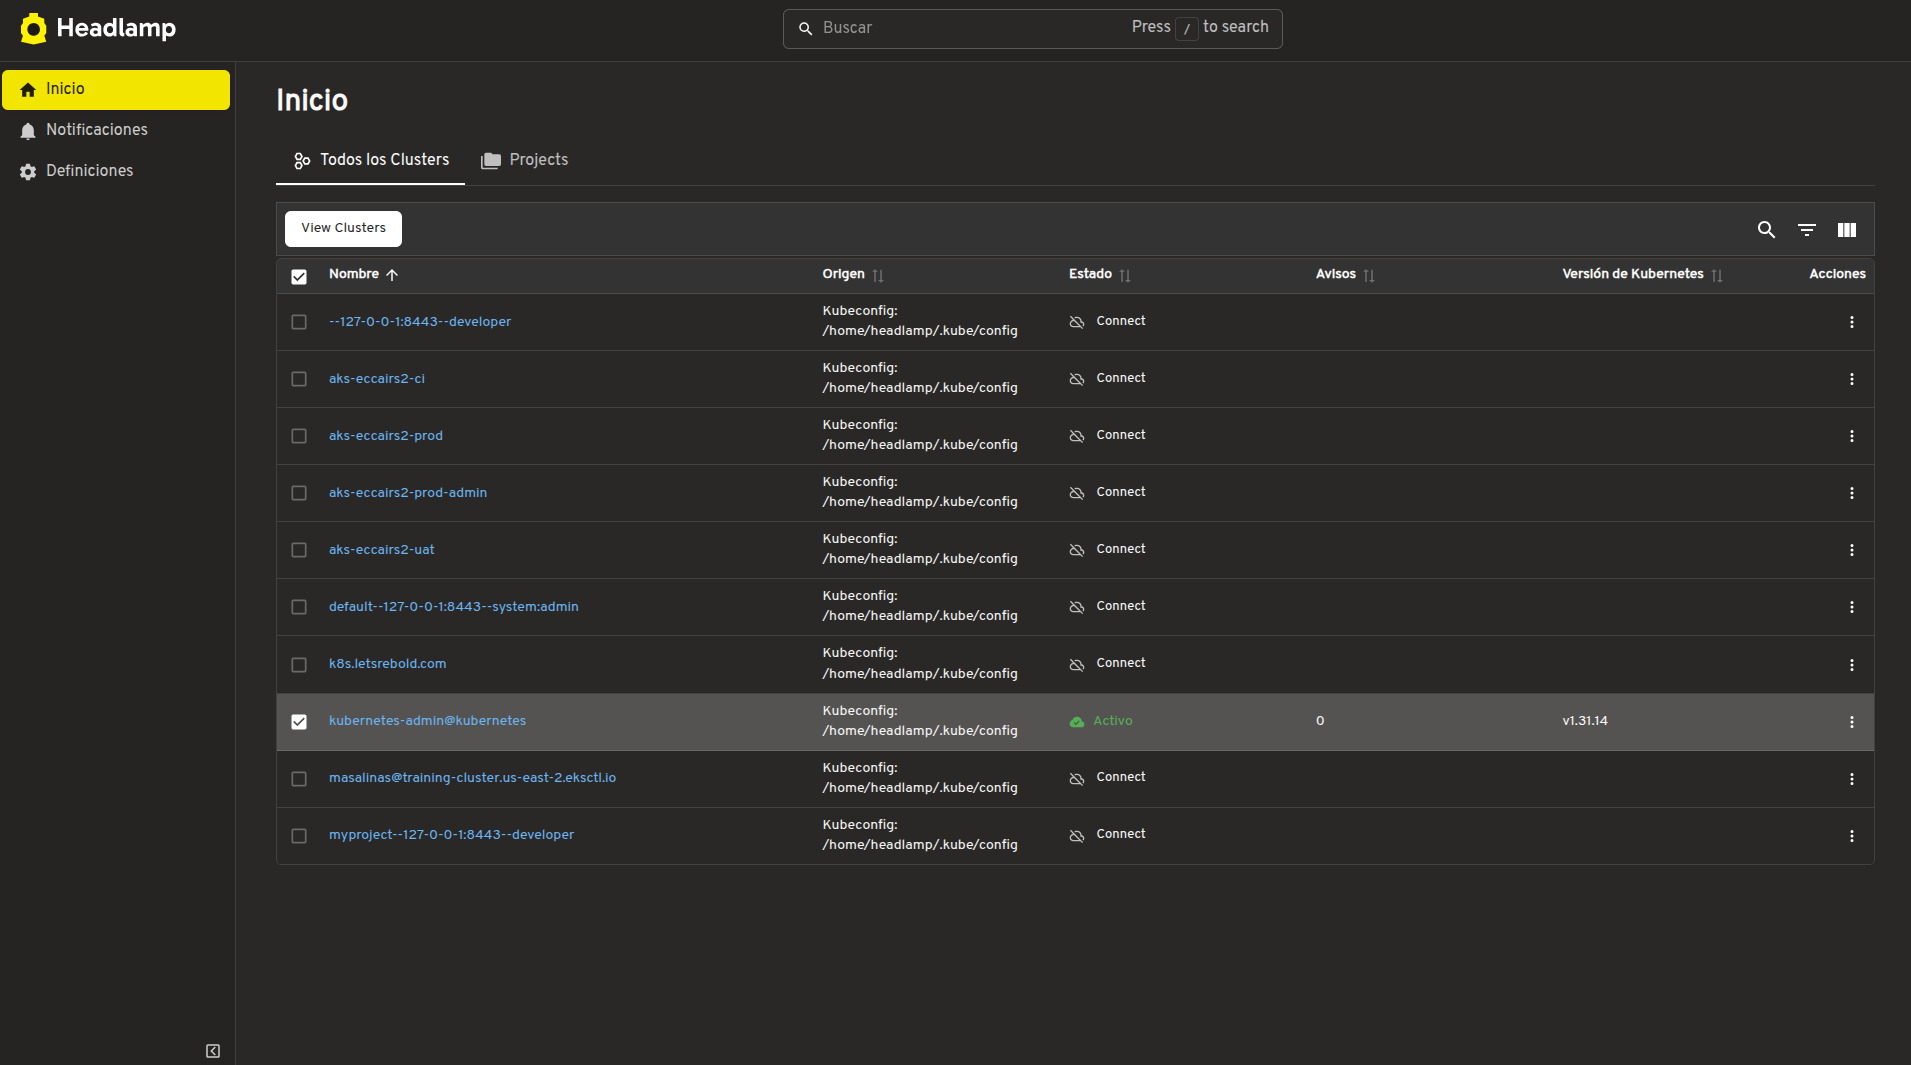 Headlamp
Buscar Press / to search
Inicio
Notificaciones
Definiciones
Inicio
Todos los Clusters Projects
View Clusters
Nombre Origen Estado Avisos Versión de Kubernetes Acciones
--127-0-0-1:8443--developer Kubeconfig: Connect
/home/headlamp/.kube/config
aks-eccairs2-ci Kubeconfig: Connect
/home/headlamp/.kube/config
aks-eccairs2-prod Kubeconfig: Connect
/home/headlamp/.kube/config
aks-eccairs2-prod-admin Kubeconfig: Connect
/home/headlamp/.kube/config
aks-eccairs2-uat Kubeconfig: Connect
/home/headlamp/.kube/config
default--127-0-0-1:8443--system:admin Kubeconfig: Connect
/home/headlamp/.kube/config
k8s.letsrebold.com Kubeconfig: Connect
/home/headlamp/.kube/config
kubernetes-admin@kubernetes Kubeconfig: Activo 0 v1.31.14
/home/headlamp/.kube/config
masalinas@training-cluster.us-east-2.eksctl.io Kubeconfig: Connect
/home/headlamp/.kube/config
myproject--127-0-0-1:8443--developer Kubeconfig: Connect
/home/headlamp/.kube/config